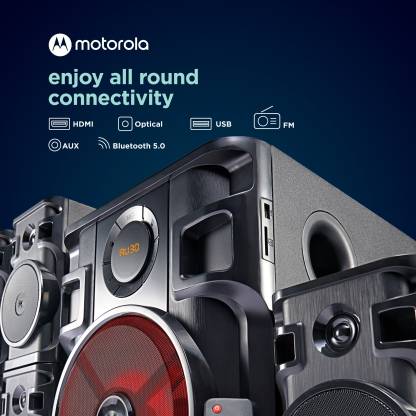 motorola
enjoy all round
connectivity
HDMI
Optical
USB
FM
AUX
Bluetooth 5.0